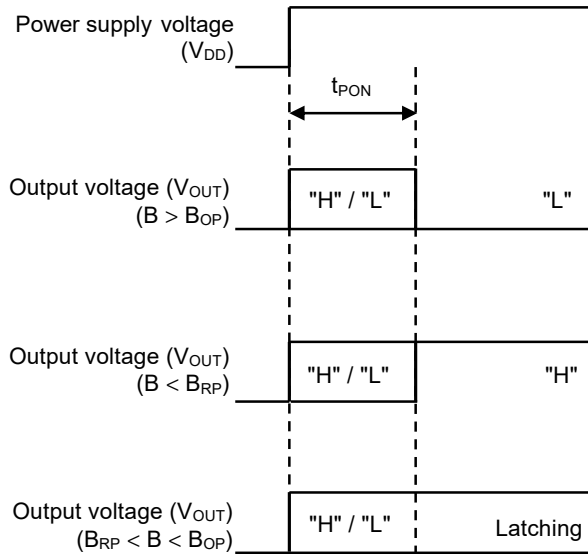 Power supply voltage
(VDD)
tPON
Output voltage (VOUT)
(B > BOP)
"H" / "L"
"L"
Output voltage (VOUT)
(B < BRP)
"H" / "L"
"H"
Output voltage (VOUT)
(BRP < B < BOP)
"H" / "L"
Latching